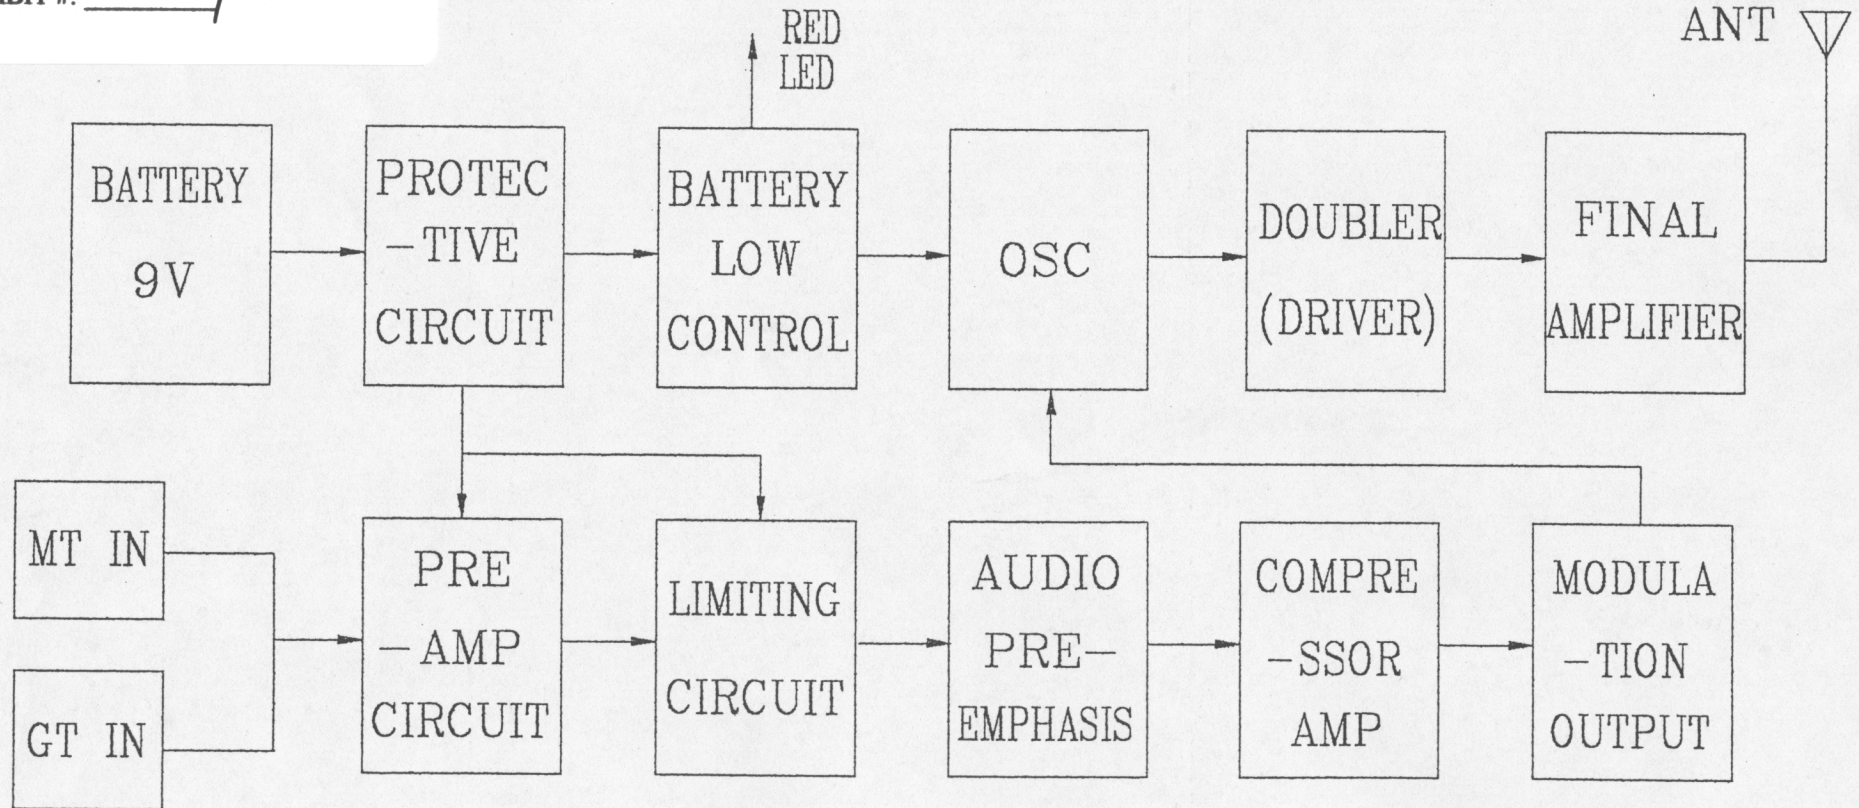 RED
LED
ANT
BATTERY
9V
PROTEC
-TIVE
CIRCUIT
BATTERY
LOW
CONTROL
OSC
DOUBLER
(DRIVER)
FINAL
AMPLIFIER
MT IN
GT IN
PRE
-AMP
CIRCUIT
LIMITING
CIRCUIT
AUDIO
PRE-
EMPHASIS
COMPRE
-SSOR
AMP
MODULA
-TION
OUTPUT